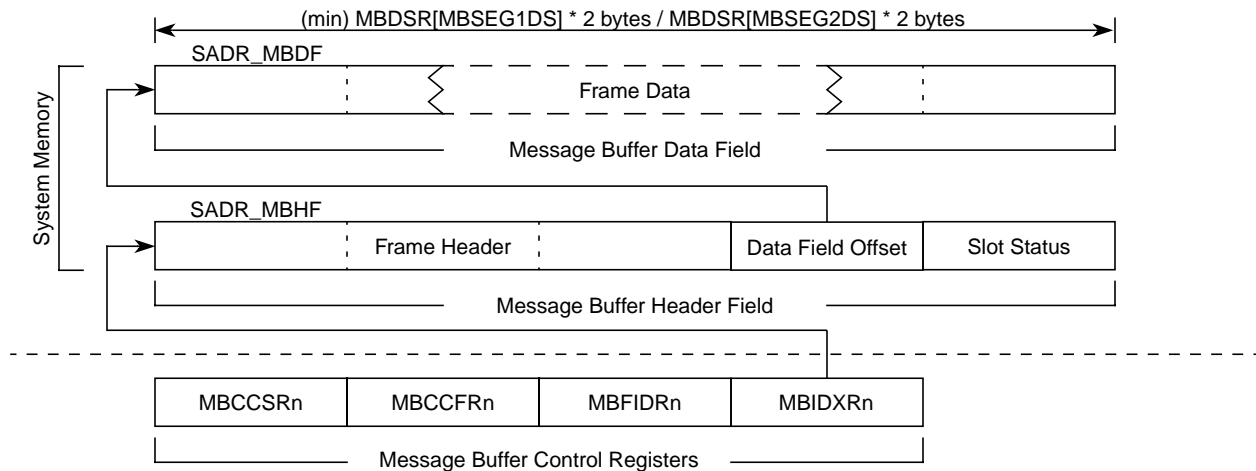 (min) MBDSR[MBSEG1DS] * 2 bytes / MBDSR[MBSEG2DS] * 2 bytes
SADR_MBDF
Frame Data
Message Buffer Data Field
System Memory
SADR_MBHF
Frame Header
Data Field Offset
Slot Status
Message Buffer Header Field
MBCCSRn
MBCCFRn
MBFIDRn
MBIDXRn
Message Buffer Control Registers